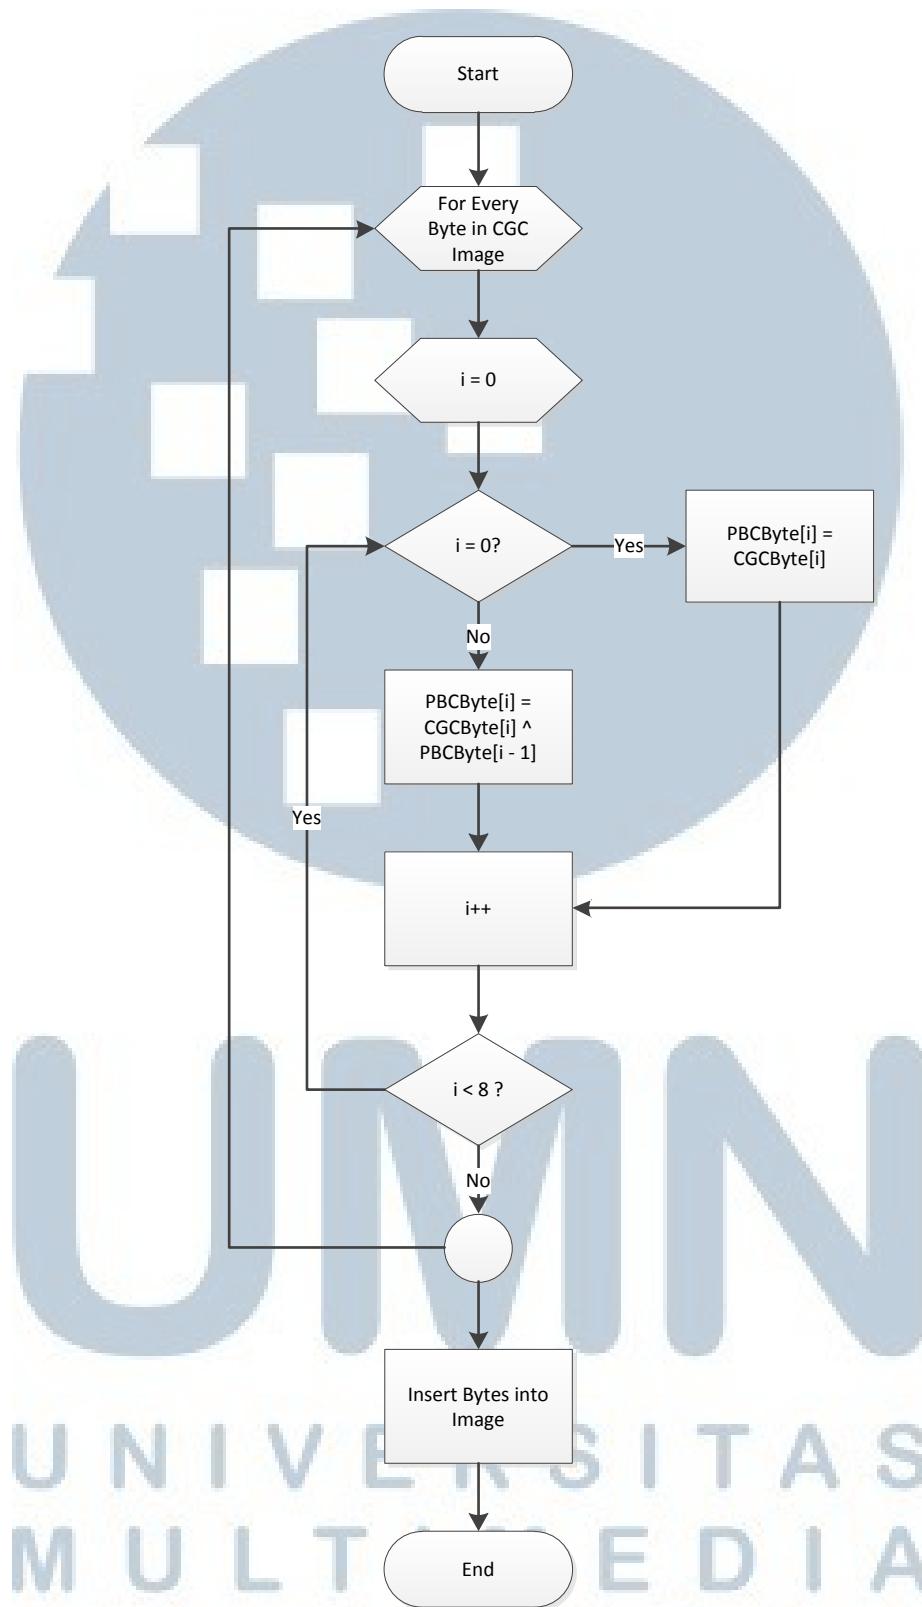 Start
For Every
Byte in CGC
Image
i = 0
i = 0?
Yes
PBCByte[i] =
CGCByte[i]
No
PBCByte[i] =
CGCByte[i] ^
PBCByte[i - 1]
Yes
i++
i < 8 ?
No
Insert Bytes into
Image
End
UMN
UNIVERSITAS
MULTIMEDIA